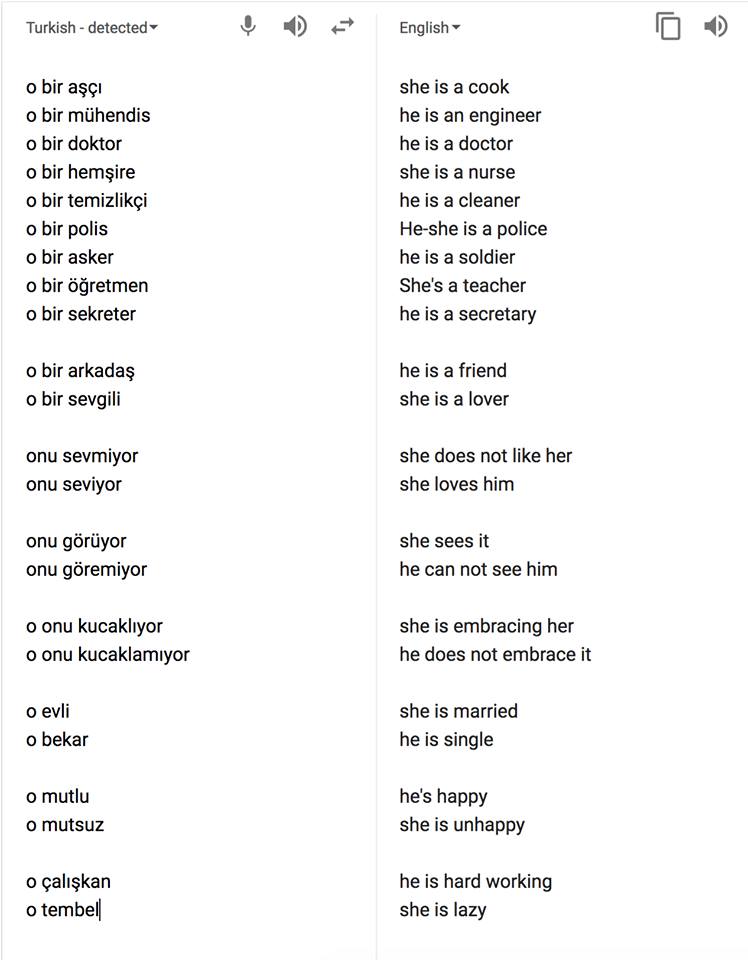 Turkish - detected
English
o bir aşçı
o bir mühendis
o bir doktor
o bir hemşire
o bir temizlikçi
o bir polis
o bir asker
o bir öğretmen
o bir sekreter
o bir arkadaş
o bir sevgili
onu sevmiyor
onu seviyor
onu görüyor
onu göremiyor
o onu kucaklıyor
o onu kucaklamıyor
o evli
o bekar
o mutlu
o mutsuz
o çalışkan
o tembel
she is a cook
he is an engineer
he is a doctor
she is a nurse
he is a cleaner
He-she is a police
he is a soldier
She's a teacher
he is a secretary
he is a friend
she is a lover
she does not like her
she loves him
she sees it
he can not see him
she is embracing her
he does not embrace it
she is married
he is single
he's happy
she is unhappy
he is hard working
she is lazy